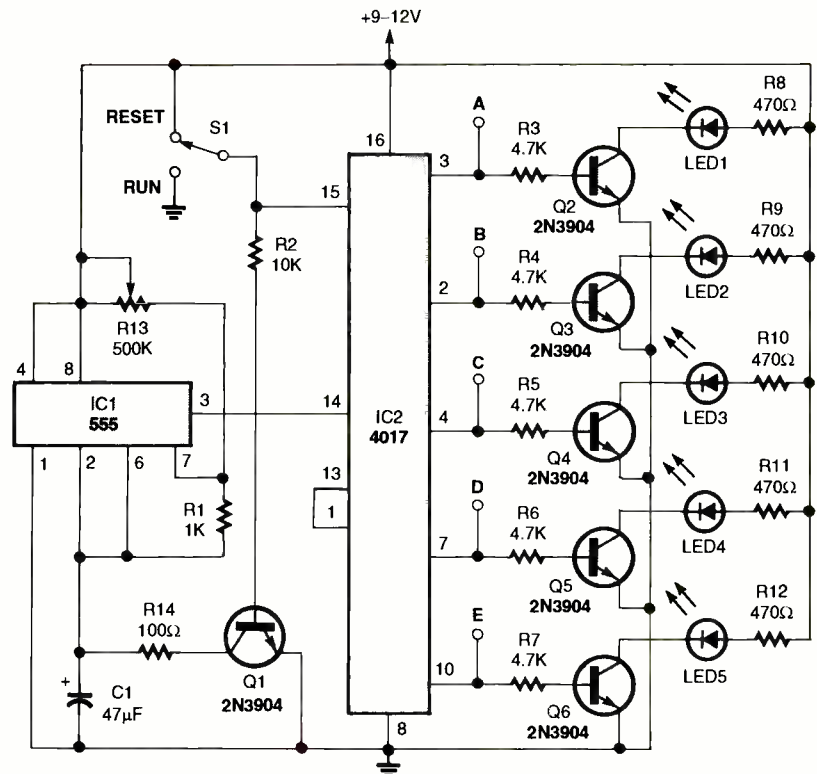 +9–12V
RESET
S1
RUN
16
15
R2
10K
R13
500K
4
8
IC1
555
3
14
1
2
6
7
R1
1K
13
1
IC2
4017
R14
100Ω
Q1
2N3904
+
C1
47μF
8
A
3
R3
4.7K
Q2
2N3904
LED1
R8
470Ω
B
2
R4
4.7K
Q3
2N3904
LED2
R9
470Ω
C
4
R5
4.7K
Q4
2N3904
LED3
R10
470Ω
D
7
R6
4.7K
Q5
2N3904
LED4
R11
470Ω
E
10
R7
4.7K
Q6
2N3904
LED5
R12
470Ω